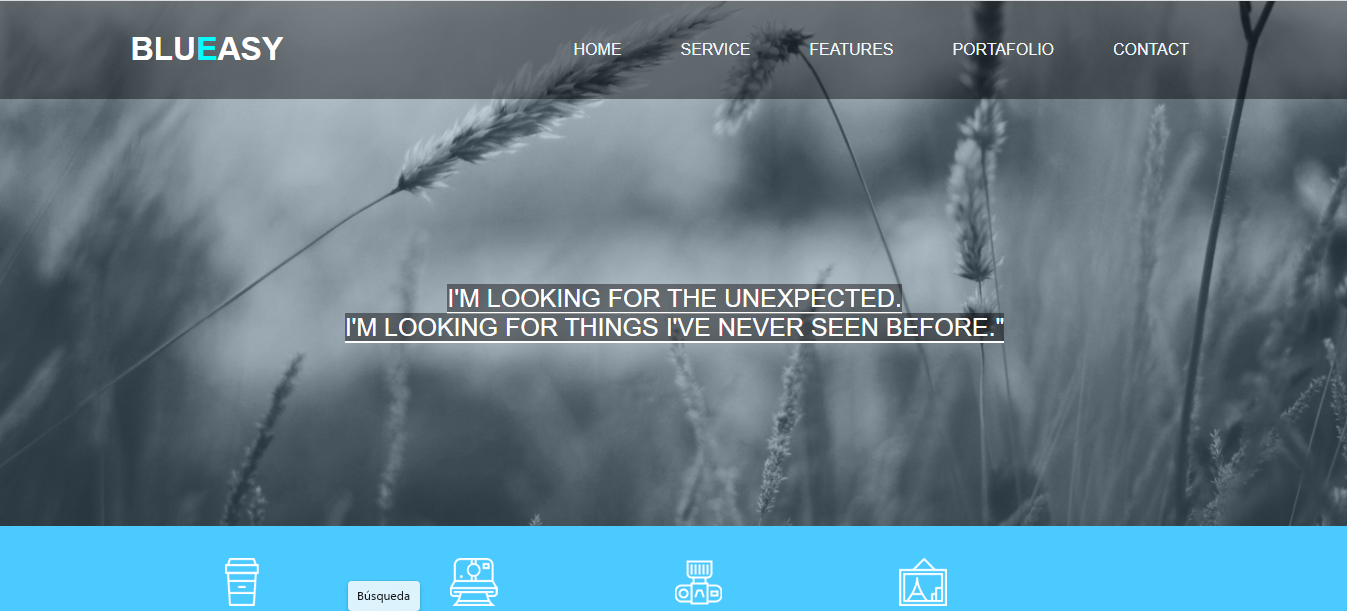 BLUEASY
HOME SERVICE FEATURES PORTAFOLIO CONTACT
I'M LOOKING FOR THE UNEXPECTED.
I'M LOOKING FOR THINGS I'VE NEVER SEEN BEFORE."
Búsqueda